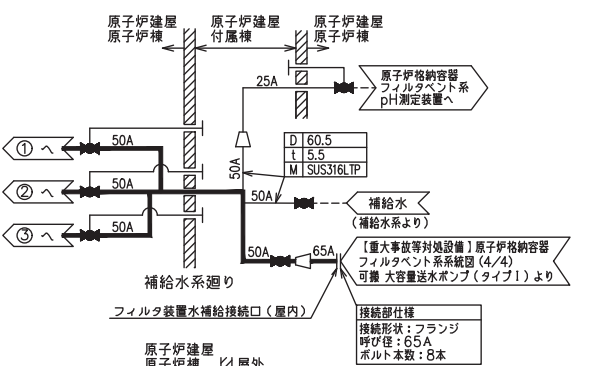 原子炉建屋
原子炉棟
原子炉建屋
付属棟
原子炉建屋
原子炉棟
25A
原子炉格納容器
フィルタベント系
pH測定装置へ
① へ
50A
50A
D 60.5
t 5.5
M SUS316LTP
② へ
50A
50A
補給水
(補給水系より)
③ へ
50A
50A
65A
【重大事故等対処設備】原子炉格納容器
フィルタベント系系統図(4/4)
可搬 大容量送水ポンプ(タイプⅠ)より
補給水系廻り
フィルタ装置水補給接続口(屋内)
接続部仕様
接続形状:フランジ
呼び径:65A
ボルト本数:8本
原子炉建屋
原子炉棟
屋外